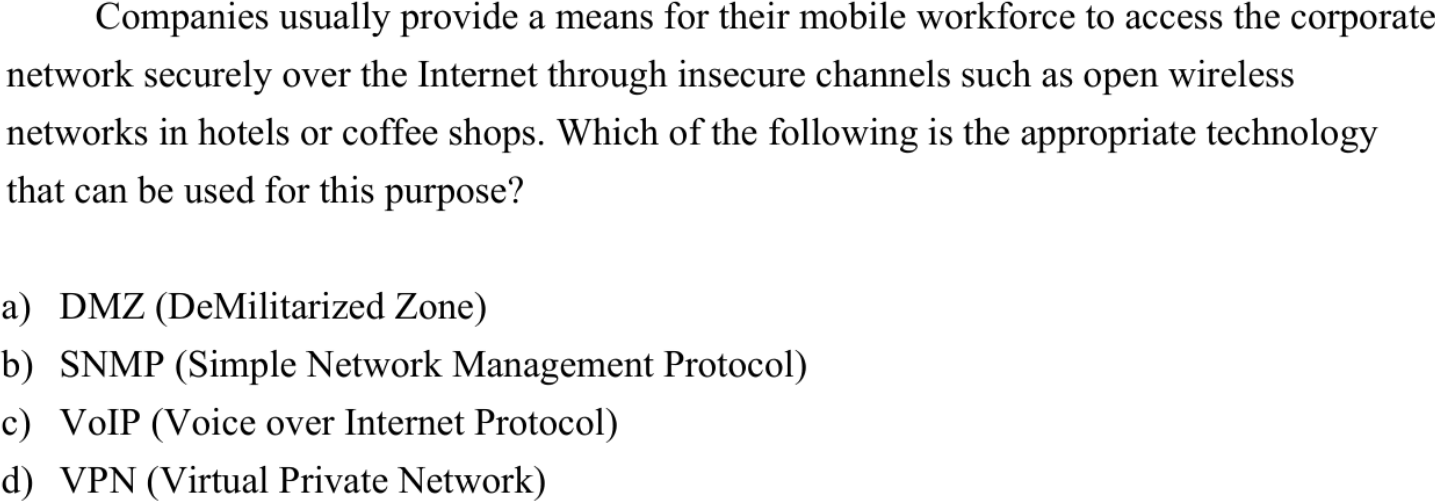 Companies usually provide a means for their mobile workforce to access the corporate
network securely over the Internet through insecure channels such as open wireless
networks in hotels or coffee shops. Which of the following is the appropriate technology
that can be used for this purpose?
a) DMZ (DeMilitarized Zone)
b) SNMP (Simple Network Management Protocol)
c) VoIP (Voice over Internet Protocol)
d) VPN (Virtual Private Network)